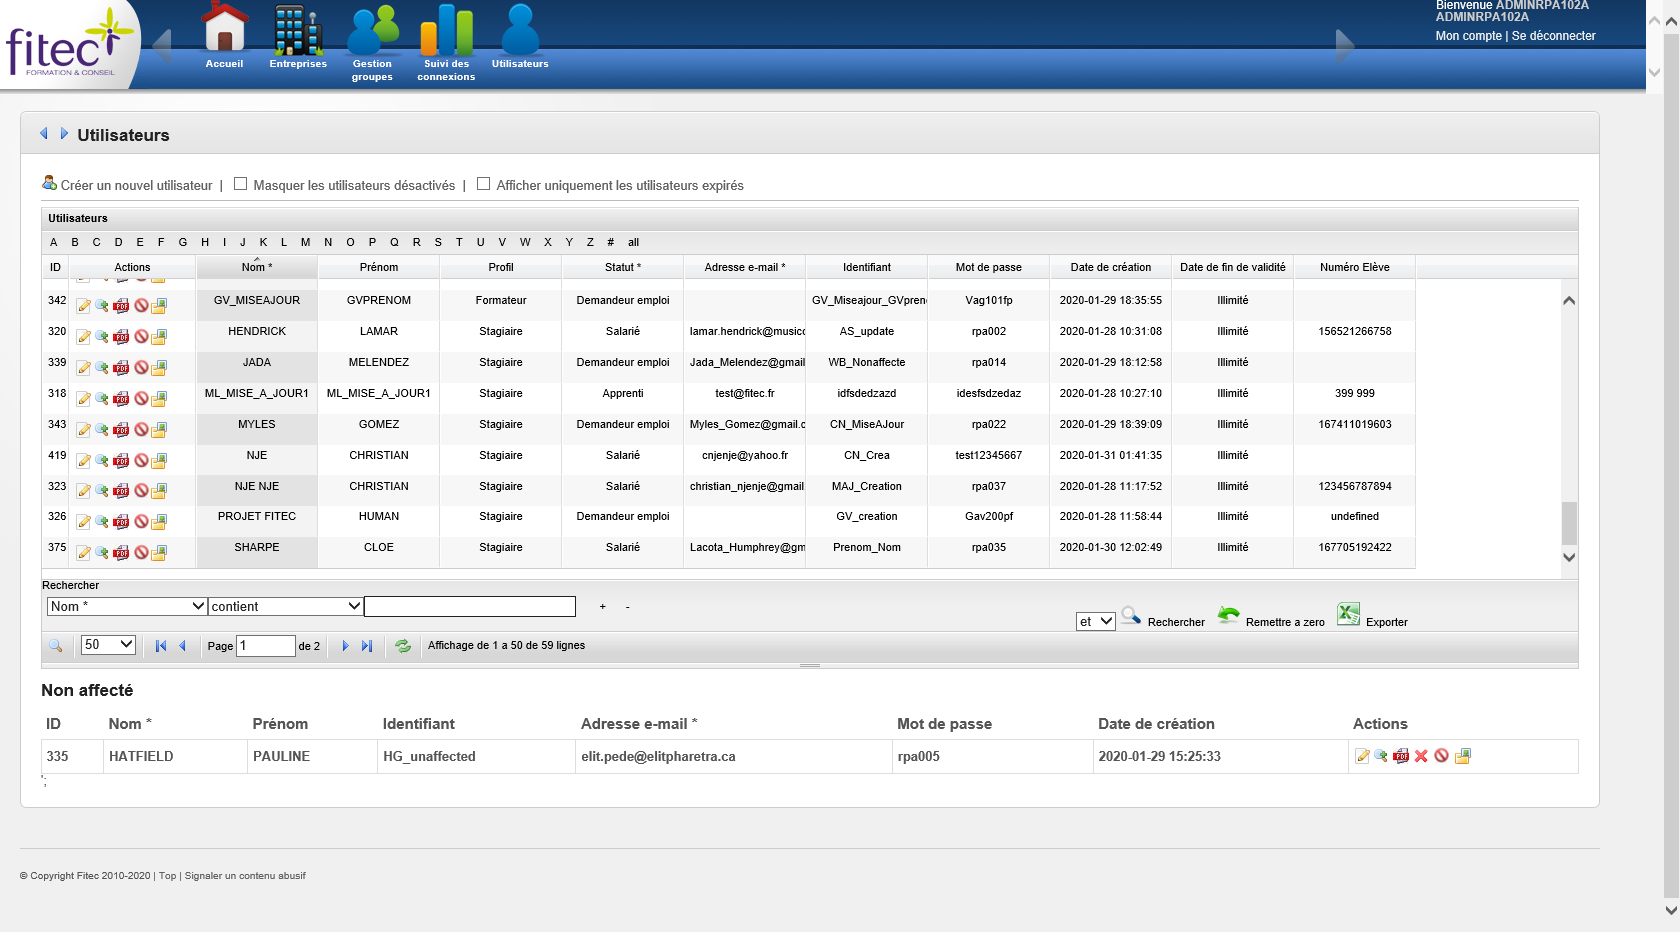 fitec
FORMATION & CONSEIL
Accueil
Entreprises
Gestion groupes
Suivi des connexions
Utilisateurs
Bienvenue ADMINRPA102A
ADMINRPA102A
Mon compte | Se déconnecter
Utilisateurs
Créer un nouvel utilisateur | Masquer les utilisateurs désactivés | Afficher uniquement les utilisateurs expirés
Utilisateurs
A B C D E F G H I J K L M N O P Q R S T U V W X Y Z # all
ID Actions Nom * Prénom Profil Statut * Adresse e-mail * Identifiant Mot de passe Date de création Date de fin de validité Numéro Elève
342 GV_MISEAJOUR GVPRENOM Formateur Demandeur emploi GV_Miseajour_GVpren Vag101fp 2020-01-29 18:35:55 Illimité
320 HENDRICK LAMAR Stagiaire Salarié lamar.hendrick@musicc AS_update rpa002 2020-01-28 10:31:08 Illimité 156521266758
339 JADA MELENDEZ Stagiaire Demandeur emploi Jada_Melendez@gmail WB_Nonaffecte rpa014 2020-01-29 18:12:58 Illimité
318 ML_MISE_A_JOUR1 ML_MISE_A_JOUR1 Stagiaire Apprenti test@fitec.fr idfsdedzazd idesfsdzedaz 2020-01-28 10:27:10 Illimité 399 999
343 MYLES GOMEZ Stagiaire Demandeur emploi Myles_Gomez@gmail.c CN_MiseAJour rpa022 2020-01-29 18:39:09 Illimité 167411019603
419 NJE CHRISTIAN Stagiaire Salarié cnjenje@yahoo.fr CN_Crea test12345667 2020-01-31 01:41:35 Illimité
323 NJE NJE CHRISTIAN Stagiaire Salarié christian_njenje@gmail MAJ_Creation rpa037 2020-01-28 11:17:52 Illimité 123456787894
326 PROJET FITEC HUMAN Stagiaire Demandeur emploi GV_creation Gav200pf 2020-01-28 11:58:44 Illimité undefined
375 SHARPE CLOE Stagiaire Salarié Lacota_Humphrey@gm Prenom_Nom rpa035 2020-01-30 12:02:49 Illimité 167705192422
Rechercher
Nom * contient + - et Rechercher Remettre a zero Exporter
50 Page 1 de 2 Affichage de 1 a 50 de 59 lignes
Non affecté
ID Nom * Prénom Identifiant Adresse e-mail * Mot de passe Date de création Actions
335 HATFIELD PAULINE HG_unaffected elit.pede@elitpharetra.ca rpa005 2020-01-29 15:25:33
';
© Copyright Fitec 2010-2020 | Top | Signaler un contenu abusif